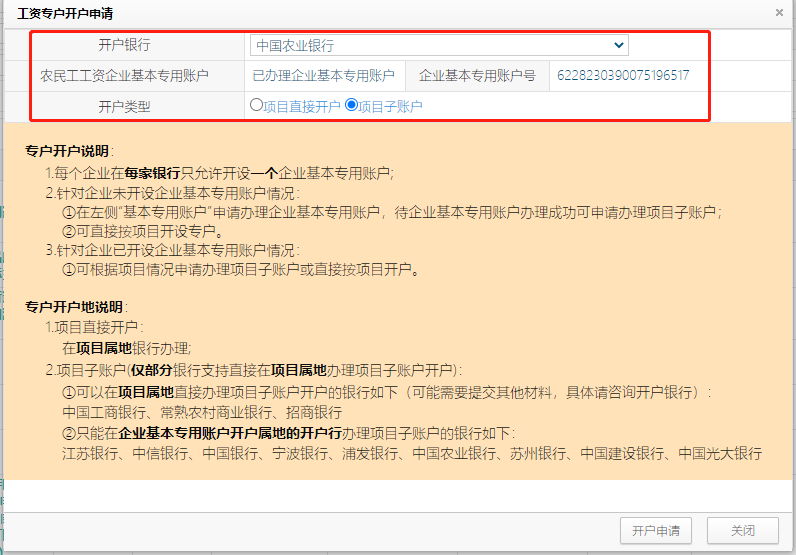 工资专户开户申请
开户银行 中国农业银行
农民工工资企业基本专用账户 已办理企业基本专用账户 企业基本专用账户号 6228230390075196517
开户类型 项目直接开户 项目子账户
专户开户说明:
1.每个企业在每家银行只允许开设一个企业基本专用账户;
2.针对企业未开设企业基本专用账户情况:
①在左侧"基本专用账户"申请办理企业基本专用账户，待企业基本专用账户办理成功可申请办理项目子账户;
②可直接按项目开设专户。
3.针对企业已开设企业基本专用账户情况:
①可根据项目情况申请办理项目子账户或直接按项目开户。
专户开户地说明:
1.项目直接开户:
在项目属地银行办理;
2.项目子账户(仅部分银行支持直接在项目属地办理项目子账户开户):
①可以在项目属地直接办理项目子账户开户的银行如下（可能需要提交其他材料，具体请咨询开户银行）:
中国工商银行、常熟农村商业银行、招商银行
②只能在企业基本专用账户开户属地的开户行办理项目子账户的银行如下:
江苏银行、中信银行、中国银行、宁波银行、浦发银行、中国农业银行、苏州银行、中国建设银行、中国光大银行
开户申请 关闭